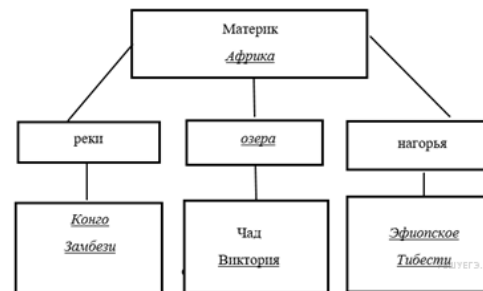 Материк
Африка
реки
озера
нагорья
Конго
Замбези
Чад
Виктория
Эфиопское
Тибести